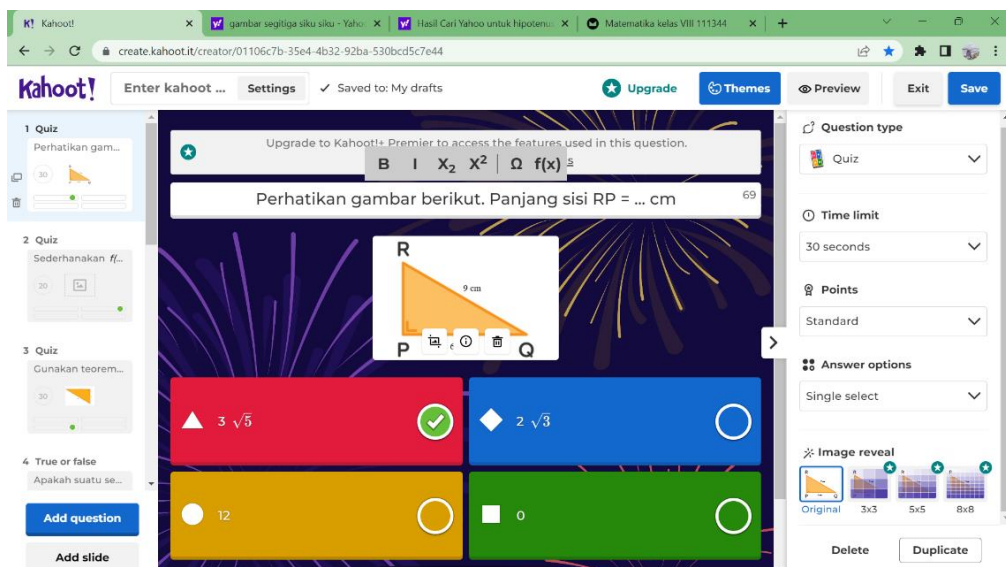 K! Kahoot!
gambar segitiga siku siku - Yaho
Hasil Cari Yahoo untuk hipotenus
Matematika kelas VIII 111344
create.kahoot.it/creator/01106c7b-35e4-4b32-92ba-530bcd5c7e44
Kahoot!
Enter kahoot ...
Settings
Saved to: My drafts
Upgrade
Themes
Preview
Exit
Save
1 Quiz
Perhatikan gam...
30
2 Quiz
Sederhanakan f(...
20
3 Quiz
Gunakan teorem...
30
4 True or false
Apakah suatu se...
Add question
Add slide
Upgrade to Kahoot!+ Premier to access the features used in this question.
B I X₂ X² Ω f(x)
Perhatikan gambar berikut. Panjang sisi RP = ... cm
69
R
9 cm
P
Q
3 √5
2 √3
12
0
Question type
Quiz
Time limit
30 seconds
Points
Standard
Answer options
Single select
Image reveal
Original 3x3 5x5 8x8
Delete
Duplicate